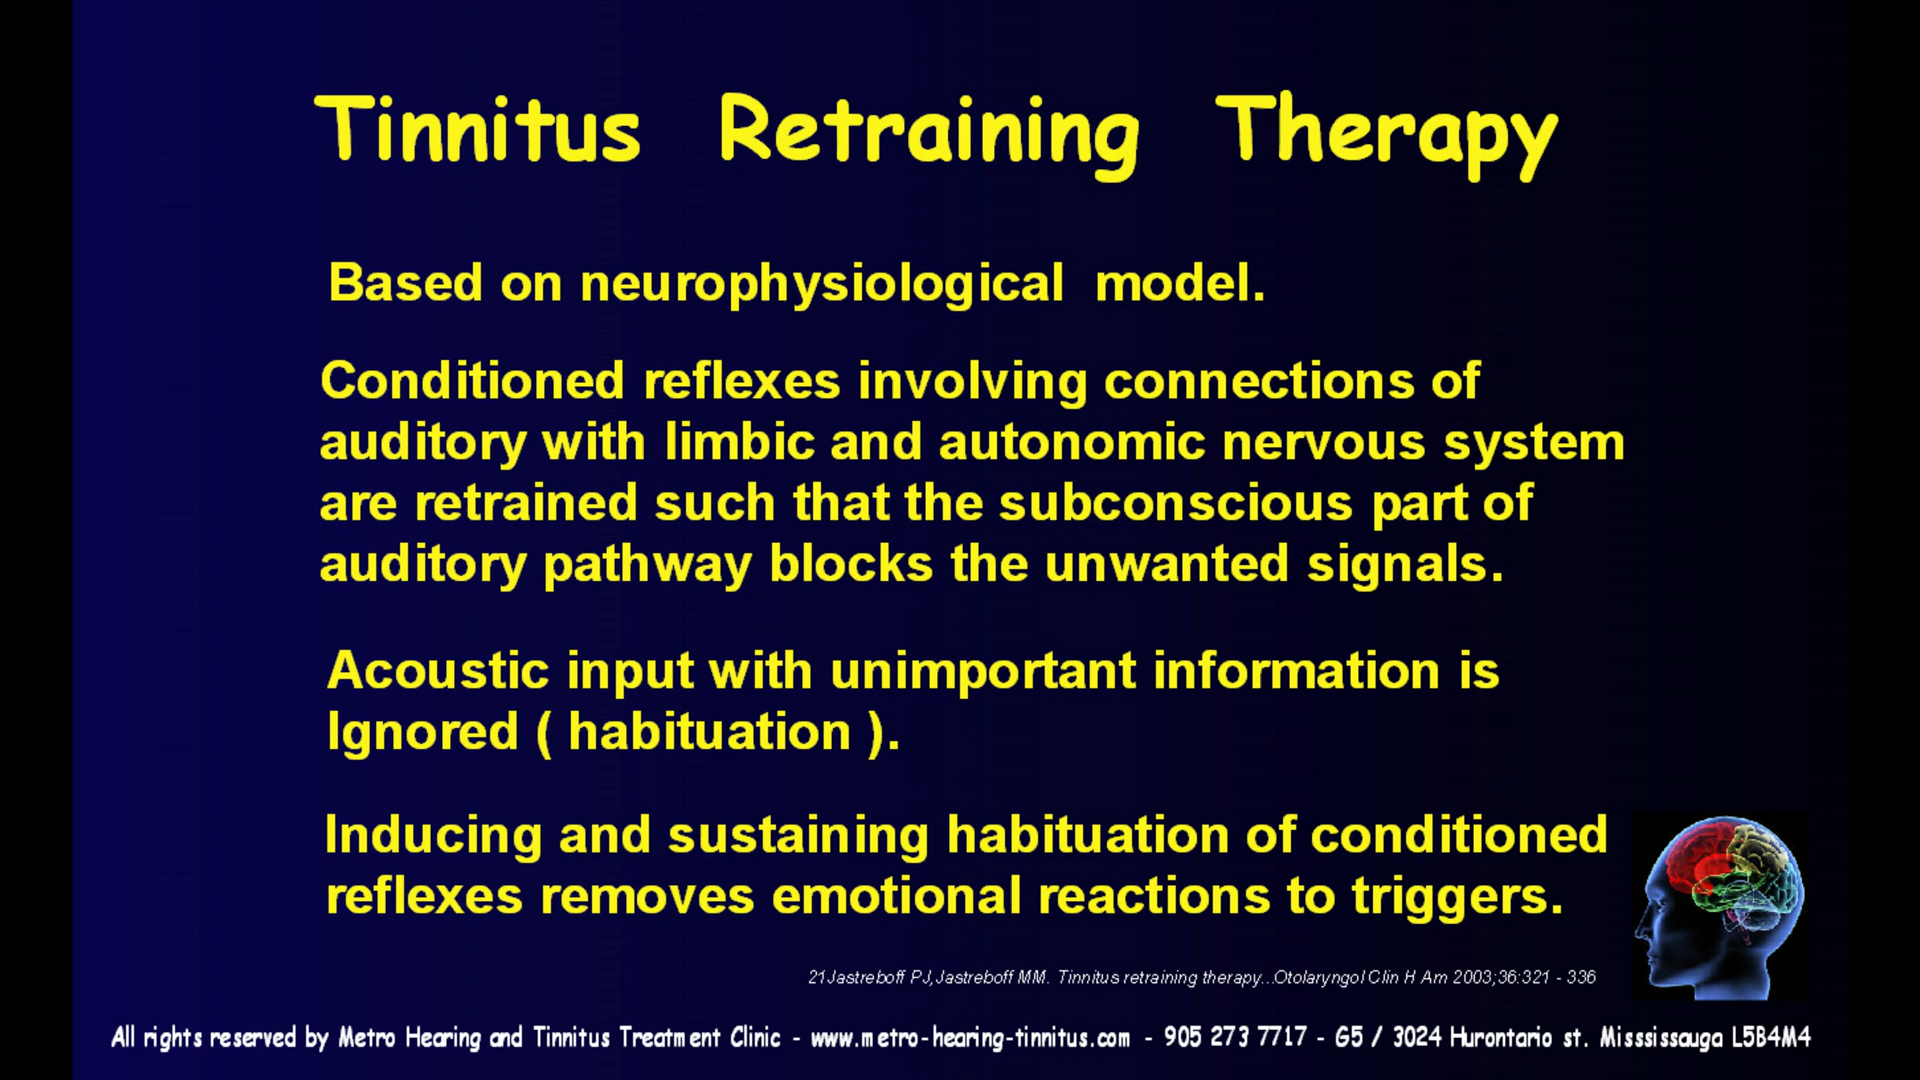 Tinnitus Retraining Therapy
Based on neurophysiological model.
Conditioned reflexes involving connections of
auditory with limbic and autonomic nervous system
are retrained such that the subconscious part of
auditory pathway blocks the unwanted signals.
Acoustic input with unimportant information is
Ignored ( habituation ).
Inducing and sustaining habituation of conditioned
reflexes removes emotional reactions to triggers.
21Jastreboff PJ,Jastreboff MM. Tinnitus retraining therapy...Otolaryngol Clin H Am 2003;36:321 - 336
All rights reserved by Metro Hearing and Tinnitus Treatment Clinic - www.metro-hearing-tinnitus.com - 905 273 7717 - G5 / 3024 Hurontario st. Misssissauga L5B4M4